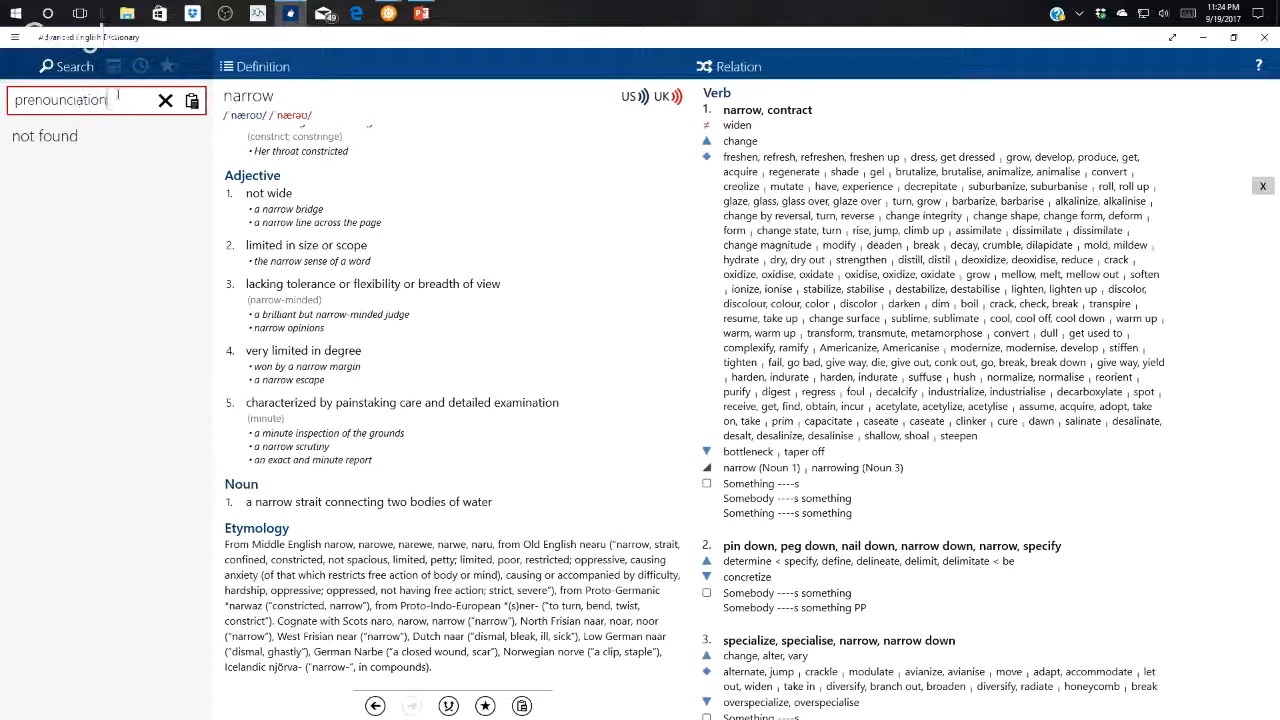 49
11:24 PM
9/19/2017
Advanced English Dictionary
Search
Definition
Relation
?
prenounciation
not found
narrow
US UK
/ˈnæroʊ/ /ˈnærəʊ/
(constrict; constringe)
• Her throat constricted
Adjective
1. not wide
• a narrow bridge
• a narrow line across the page
2. limited in size or scope
• the narrow sense of a word
3. lacking tolerance or flexibility or breadth of view
(narrow-minded)
• a brilliant but narrow-minded judge
• narrow opinions
4. very limited in degree
• won by a narrow margin
• a narrow escape
5. characterized by painstaking care and detailed examination
(minute)
• a minute inspection of the grounds
• a narrow scrutiny
• an exact and minute report
Noun
1. a narrow strait connecting two bodies of water
Etymology
From Middle English narow, narowe, narewe, narwe, naru, from Old English nearu (“narrow, strait,
confined, constricted, not spacious, limited, petty; limited, poor, restricted; oppressive, causing
anxiety (of that which restricts free action of body or mind), causing or accompanied by difficulty,
hardship, oppressive; oppressed, not having free action; strict, severe”), from Proto-Germanic
*narwaz (“constricted, narrow”), from Proto-Indo-European *(s)ner- (“to turn, bend, twist,
constrict”). Cognate with Scots naro, narow, narrow (“narrow”), North Frisian naar, noar, noor
(“narrow”), West Frisian near (“narrow”), Dutch naar (“dismal, bleak, ill, sick”), Low German naar
(“dismal, ghastly”), German Narbe (“a closed wound, scar”), Norwegian norve (“a clip, staple”),
Icelandic njörva- (“narrow-”, in compounds).
Verb
1. narrow, contract
≠ widen
change
freshen, refresh, refreshen, freshen up ╷ dress, get dressed ╷ grow, develop, produce, get,
acquire ╷ regenerate ╷ shade ╷ gel ╷ brutalize, brutalise, animalize, animalise ╷ convert ╷
creolize ╷ mutate ╷ have, experience ╷ decrepitate ╷ suburbanize, suburbanise ╷ roll, roll up ╷
glaze, glass, glass over, glaze over ╷ turn, grow ╷ barbarize, barbarise ╷ alkalinize, alkalinise ╷
change by reversal, turn, reverse ╷ change integrity ╷ change shape, change form, deform ╷
form ╷ change state, turn ╷ rise, jump, climb up ╷ assimilate ╷ dissimilate ╷ dissimilate ╷
change magnitude ╷ modify ╷ deaden ╷ break ╷ decay, crumble, dilapidate ╷ mold, mildew ╷
hydrate ╷ dry, dry out ╷ strengthen ╷ distill, distil ╷ deoxidize, deoxidise, reduce ╷ crack ╷
oxidize, oxidise, oxidate ╷ oxidise, oxidize, oxidate ╷ grow ╷ mellow, melt, mellow out ╷ soften
╷ ionize, ionise ╷ stabilize, stabilise ╷ destabilize, destabilise ╷ lighten, lighten up ╷ discolor,
discolour, colour, color ╷ discolor ╷ darken ╷ dim ╷ boil ╷ crack, check, break ╷ transpire ╷
resume, take up ╷ change surface ╷ sublime, sublimate ╷ cool, cool off, cool down ╷ warm up ╷
warm, warm up ╷ transform, transmute, metamorphose ╷ convert ╷ dull ╷ get used to ╷
complexify, ramify ╷ Americanize, Americanise ╷ modernize, modernise, develop ╷ stiffen ╷
tighten ╷ fail, go bad, give way, die, give out, conk out, go, break, break down ╷ give way, yield
╷ harden, indurate ╷ harden, indurate ╷ suffuse ╷ hush ╷ normalize, normalise ╷ reorient ╷
purify ╷ digest ╷ regress ╷ foul ╷ decalcify ╷ industrialize, industrialise ╷ decarboxylate ╷ spot ╷
receive, get, find, obtain, incur ╷ acetylate, acetylize, acetylise ╷ assume, acquire, adopt, take
on, take ╷ prim ╷ capacitate ╷ caseate ╷ caseate ╷ clinker ╷ cure ╷ dawn ╷ salinate ╷ desalinate,
desalt, desalinize, desalinise ╷ shallow, shoal ╷ steepen
bottleneck ╷ taper off
narrow (Noun 1) ╷ narrowing (Noun 3)
Something ----s
Somebody ----s something
Something ----s something
2. pin down, peg down, nail down, narrow down, narrow, specify
determine < specify, define, delineate, delimit, delimitate < be
concretize
Somebody ----s something
Somebody ----s something PP
3. specialize, specialise, narrow, narrow down
change, alter, vary
alternate, jump ╷ crackle ╷ modulate ╷ avianize, avianise ╷ move ╷ adapt, accommodate ╷ let
out, widen ╷ take in ╷ diversify, branch out, broaden ╷ diversify, radiate ╷ honeycomb ╷ break
overspecialize, overspecialise
Something ----s
X